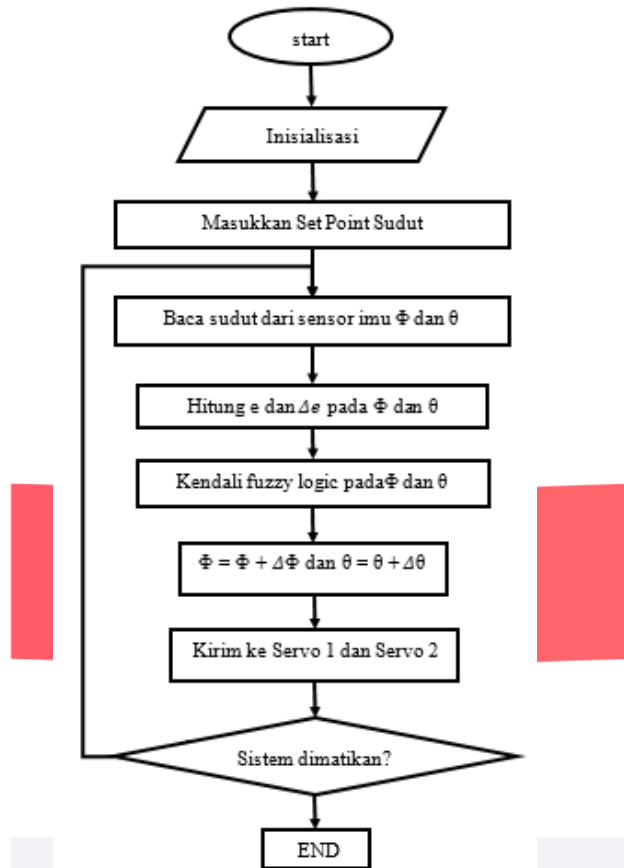 start
Inisialisasi
Masukkan Set Point Sudut
Baca sudut dari sensor imu Φ dan θ
Hitung e dan Δe pada Φ dan θ
Kendali fuzzy logic padaΦ dan θ
Φ = Φ + ΔΦ dan θ = θ + Δθ
Kirim ke Servo 1 dan Servo 2
Sistem dimatikan?
END